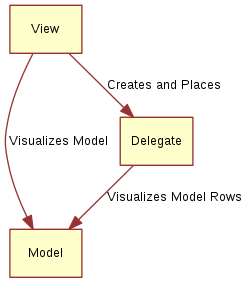 View
Creates and Places
Visualizes Model
Delegate
Visualizes Model Rows
Model